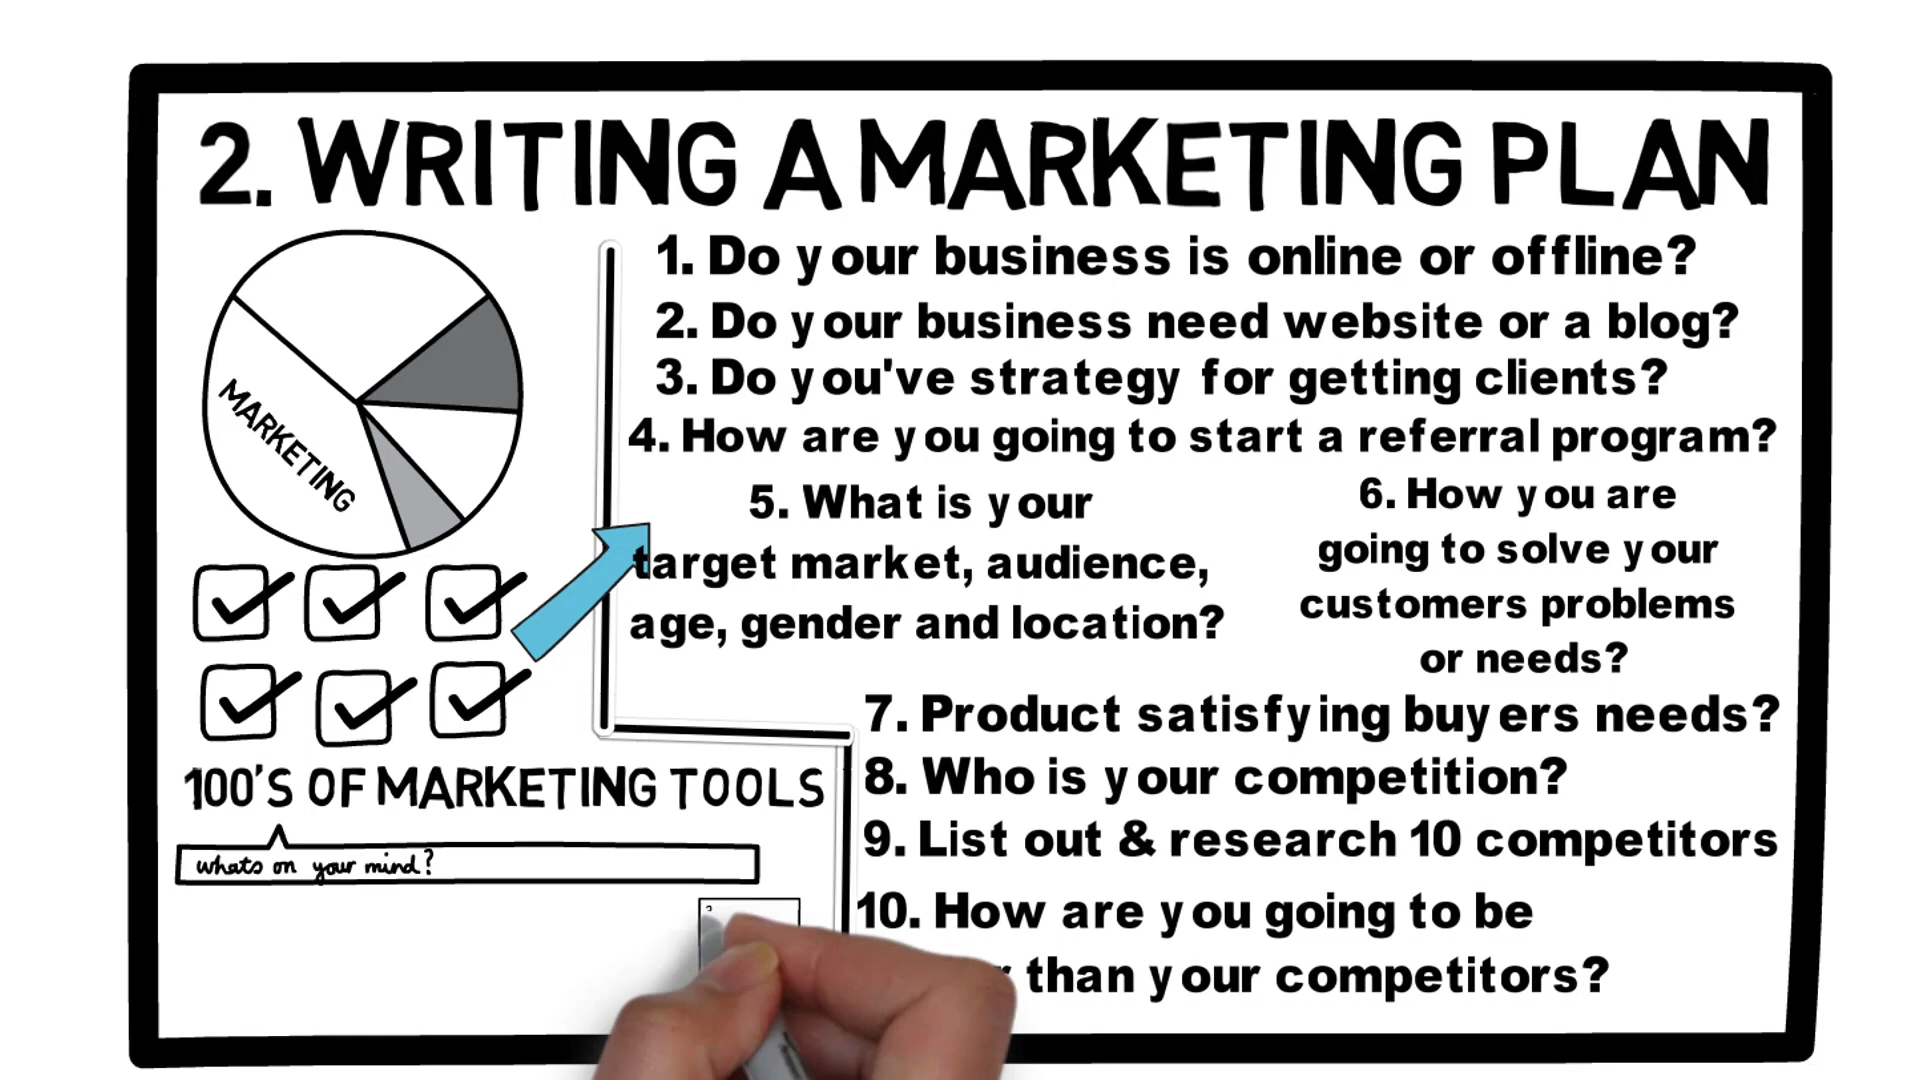 2. WRITING A MARKETING PLAN
1. Do your business is online or offline?
2. Do your business need website or a blog?
3. Do you've strategy for getting clients?
4. How are you going to start a referral program?
5. What is your
target market, audience,
age, gender and location?
6. How you are
going to solve your
customers problems
or needs?
7. Product satisfying buyers needs?
8. Who is your competition?
9. List out & research 10 competitors
10. How are you going to be
than your competitors?
MARKETING
100'S OF MARKETING TOOLS
whats on your mind?